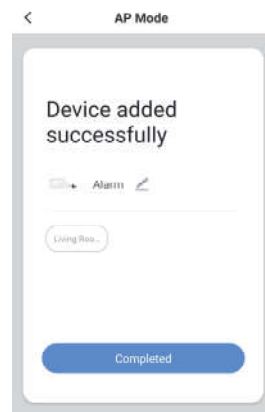 AP Mode
Device added
successfully
Alarm
Living Roo...
Completed